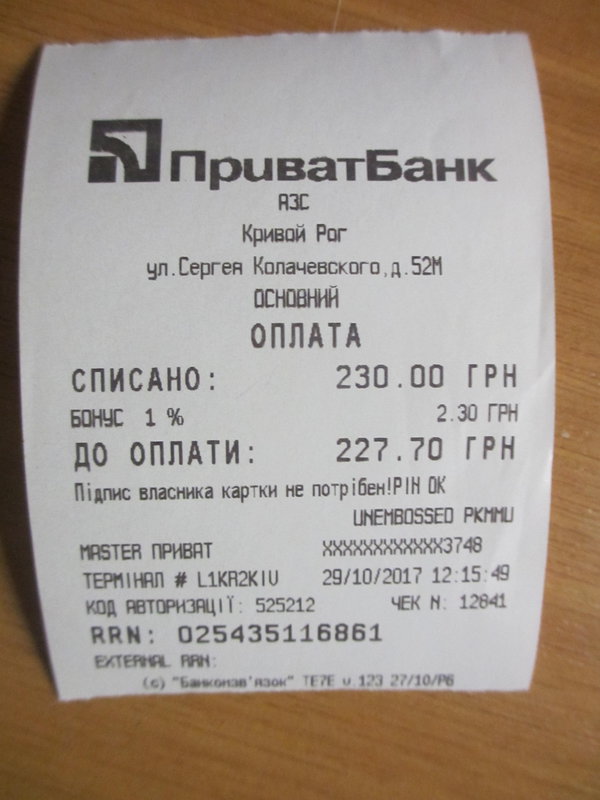 ПриватБанк
АЗС
Кривой Рог
ул.Сергея Колачевского,д.52М
ОСНОВНИЙ
ОПЛАТА
СПИСАНО: 230.00 ГРН
БОНУС 1 % 2.30 ГРН
ДО ОПЛАТИ: 227.70 ГРН
Підпис власника картки не потрібен!PIN OK
UNEMBOSSED PKMMU
MASTER ПРИВАТ XXXXXXXXXXXX3748
ТЕРМІНАЛ # L1KR2KIU 29/10/2017 12:15:49
КОД АВТОРИЗАЦІЇ: 525212 ЧЕК N: 12841
RRN: 025435116861
EXTERNAL RRN:
(c) "Банкомзв'язок" TE7E v.123 27/10/P6